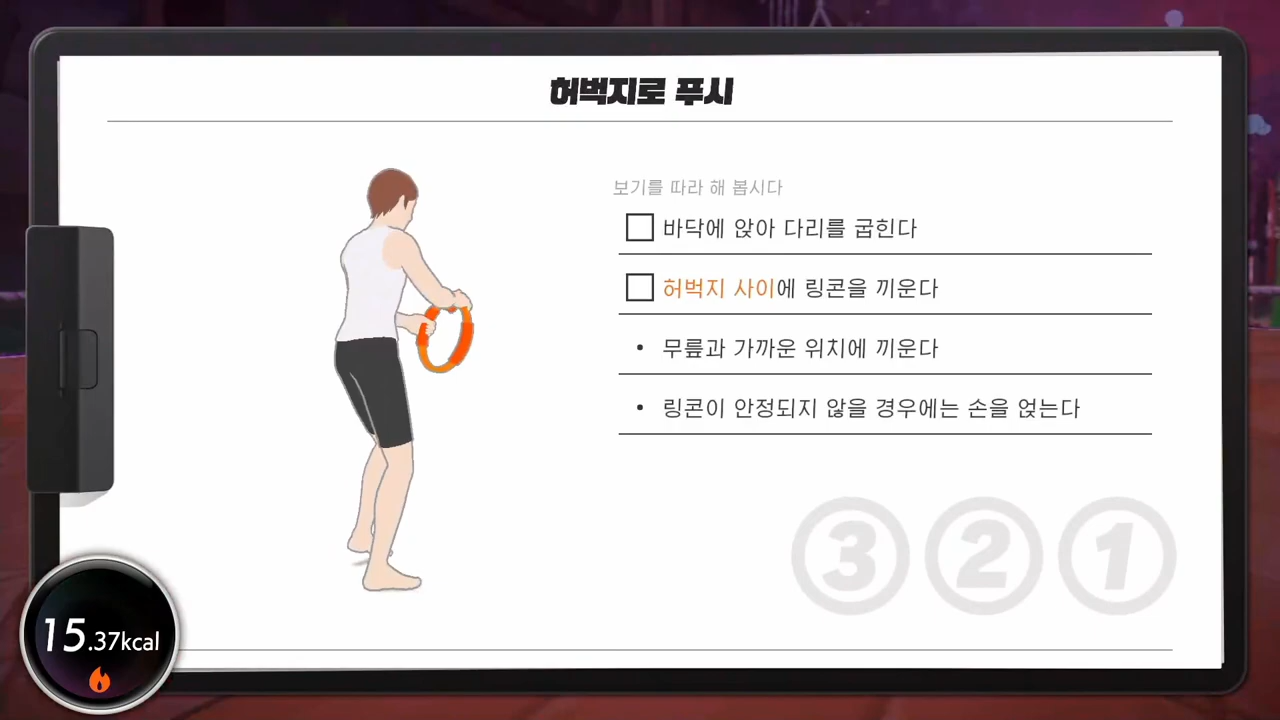 허벅지로 푸시
보기를 따라 해 봅시다
바닥에 앉아 다리를 굽힌다
허벅지 사이에 링콘을 끼운다
• 무릎과 가까운 위치에 끼운다
• 링콘이 안정되지 않을 경우에는 손을 얹는다
3 2 1
15.37kcal